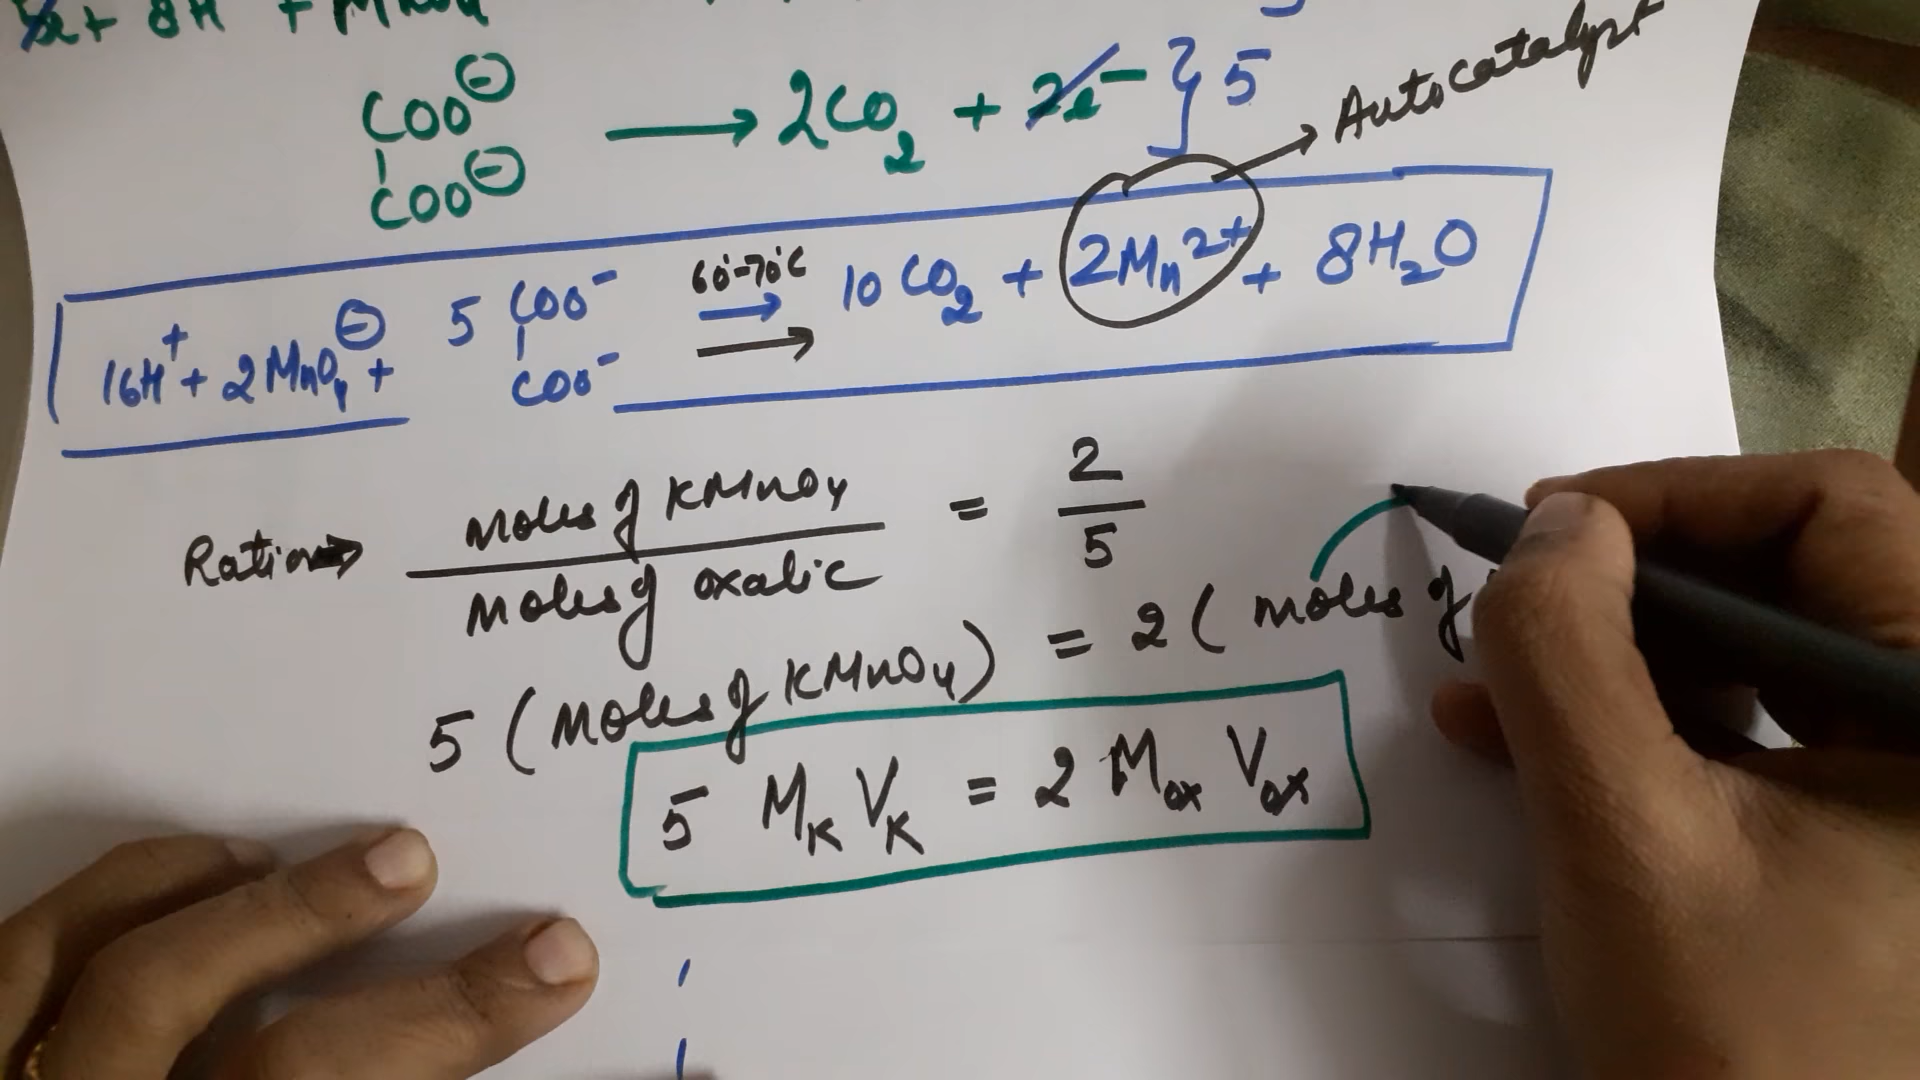 + 8H + MnO4
COO⊖ → 2CO2 + 2e− } 5
COO⊖
Autocatalyst
16H+ + 2MnO4⊖ + 5 COO− 60°-70°C → 10 CO2 + 2Mn2+ + 8H2O
COO−
Ratio → moles of KMnO4 = 2
moles of oxalic 5
5 ( moles of KMnO4 ) = 2 ( moles of
5 MK VK = 2 Mox Vox